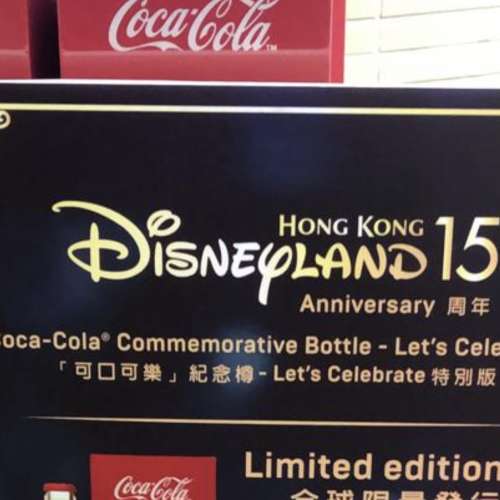 Coca-Cola
HONG KONG
DISNEYLAND 15
Anniversary 周年
Coca-Cola® Commemorative Bottle - Let's Cele
「可口可樂」紀念樽 - Let's Celebrate 特別版
Limited edition
Coca-Cola